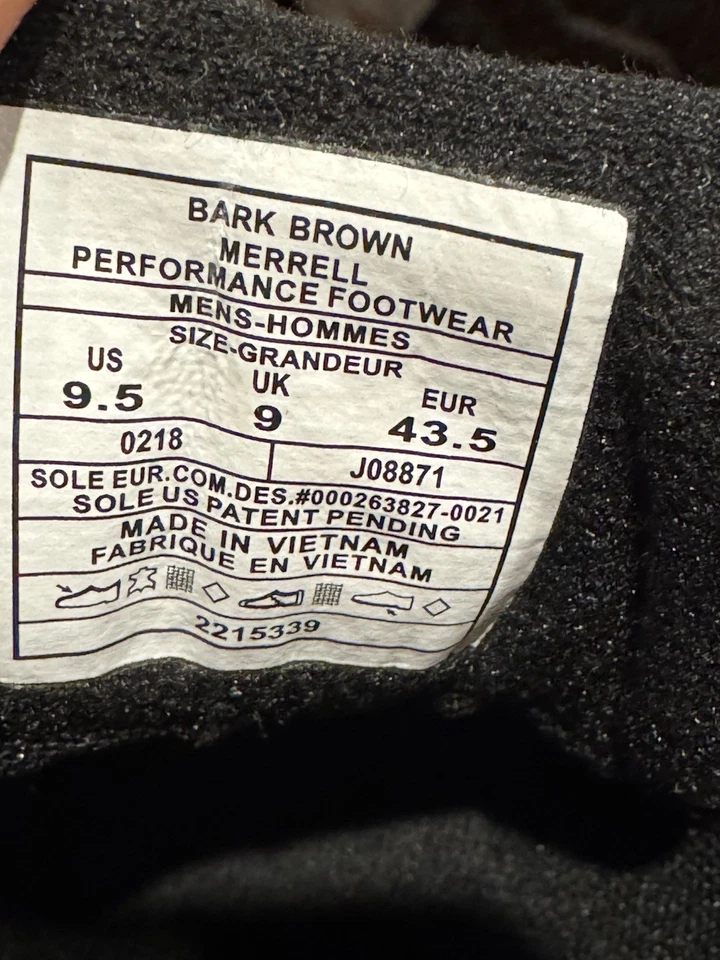 BARK BROWN
MERRELL
PERFORMANCE FOOTWEAR
MENS-HOMMES
SIZE-GRANDEUR
US UK EUR
9.5 9 43.5
0218 J08871
SOLE EUR.COM.DES.#000263827-0021
SOLE US PATENT PENDING
MADE IN VIETNAM
FABRIQUE EN VIETNAM
2215339